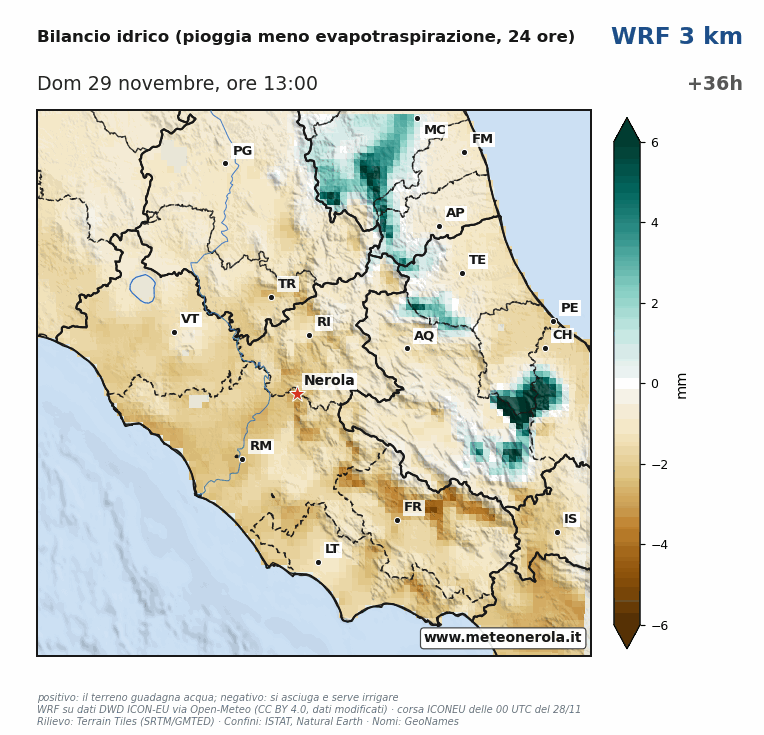 Bilancio idrico (pioggia meno evapotraspirazione, 24 ore)
WRF 3 km
Dom 29 novembre, ore 13:00
+36h
MC
FM
PG
AP
TE
TR
PE
VT
RI
AQ
CH
Nerola
RM
FR
IS
LT
www.meteonerola.it
6
4
2
0
−2
−4
−6
mm
positivo: il terreno guadagna acqua; negativo: si asciuga e serve irrigare
WRF su dati DWD ICON-EU via Open-Meteo (CC BY 4.0, dati modificati) · corsa ICONEU delle 00 UTC del 28/11
Rilievo: Terrain Tiles (SRTM/GMTED) · Confini: ISTAT, Natural Earth · Nomi: GeoNames